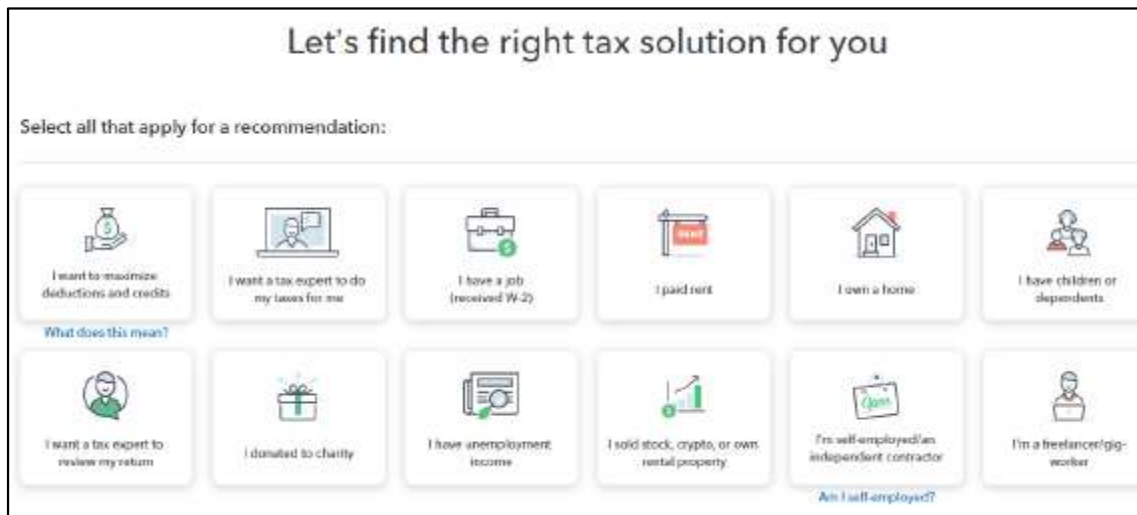 Let's find the right tax solution for you
Select all that apply for a recommendation:
I want to maximize
deductions and credits
What does this mean?
I want a tax expert to do
my taxes for me
I have a job
(received W-2)
RENT
I paid rent
I own a home
I have children or
dependents
I want a tax expert to
review my return
I donated to charity
I have unemployment
income
I sold stock, crypto, or own
rental property
Open
I'm self-employed/an
independent contractor
Am I self-employed?
I'm a freelancer/gig-
worker